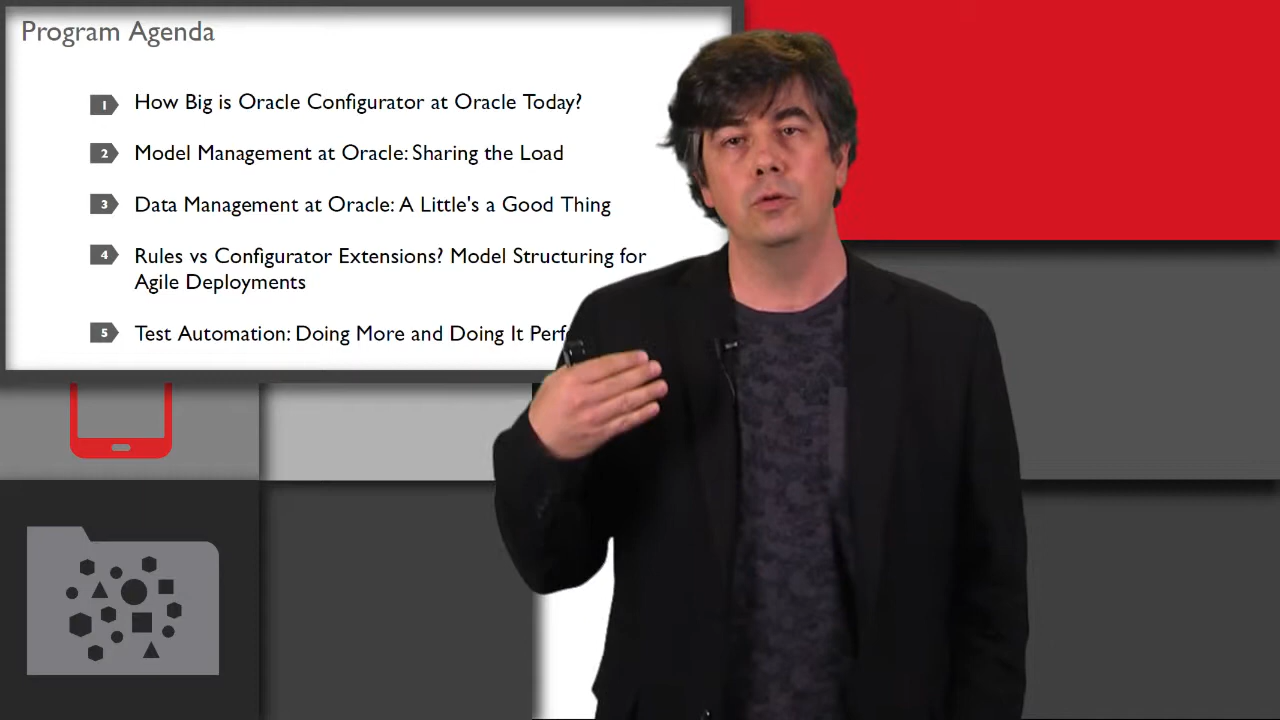 Program Agenda
1 How Big is Oracle Configurator at Oracle Today?
2 Model Management at Oracle: Sharing the Load
3 Data Management at Oracle: A Little's a Good Thing
4 Rules vs Configurator Extensions? Model Structuring for
Agile Deployments
5 Test Automation: Doing More and Doing It